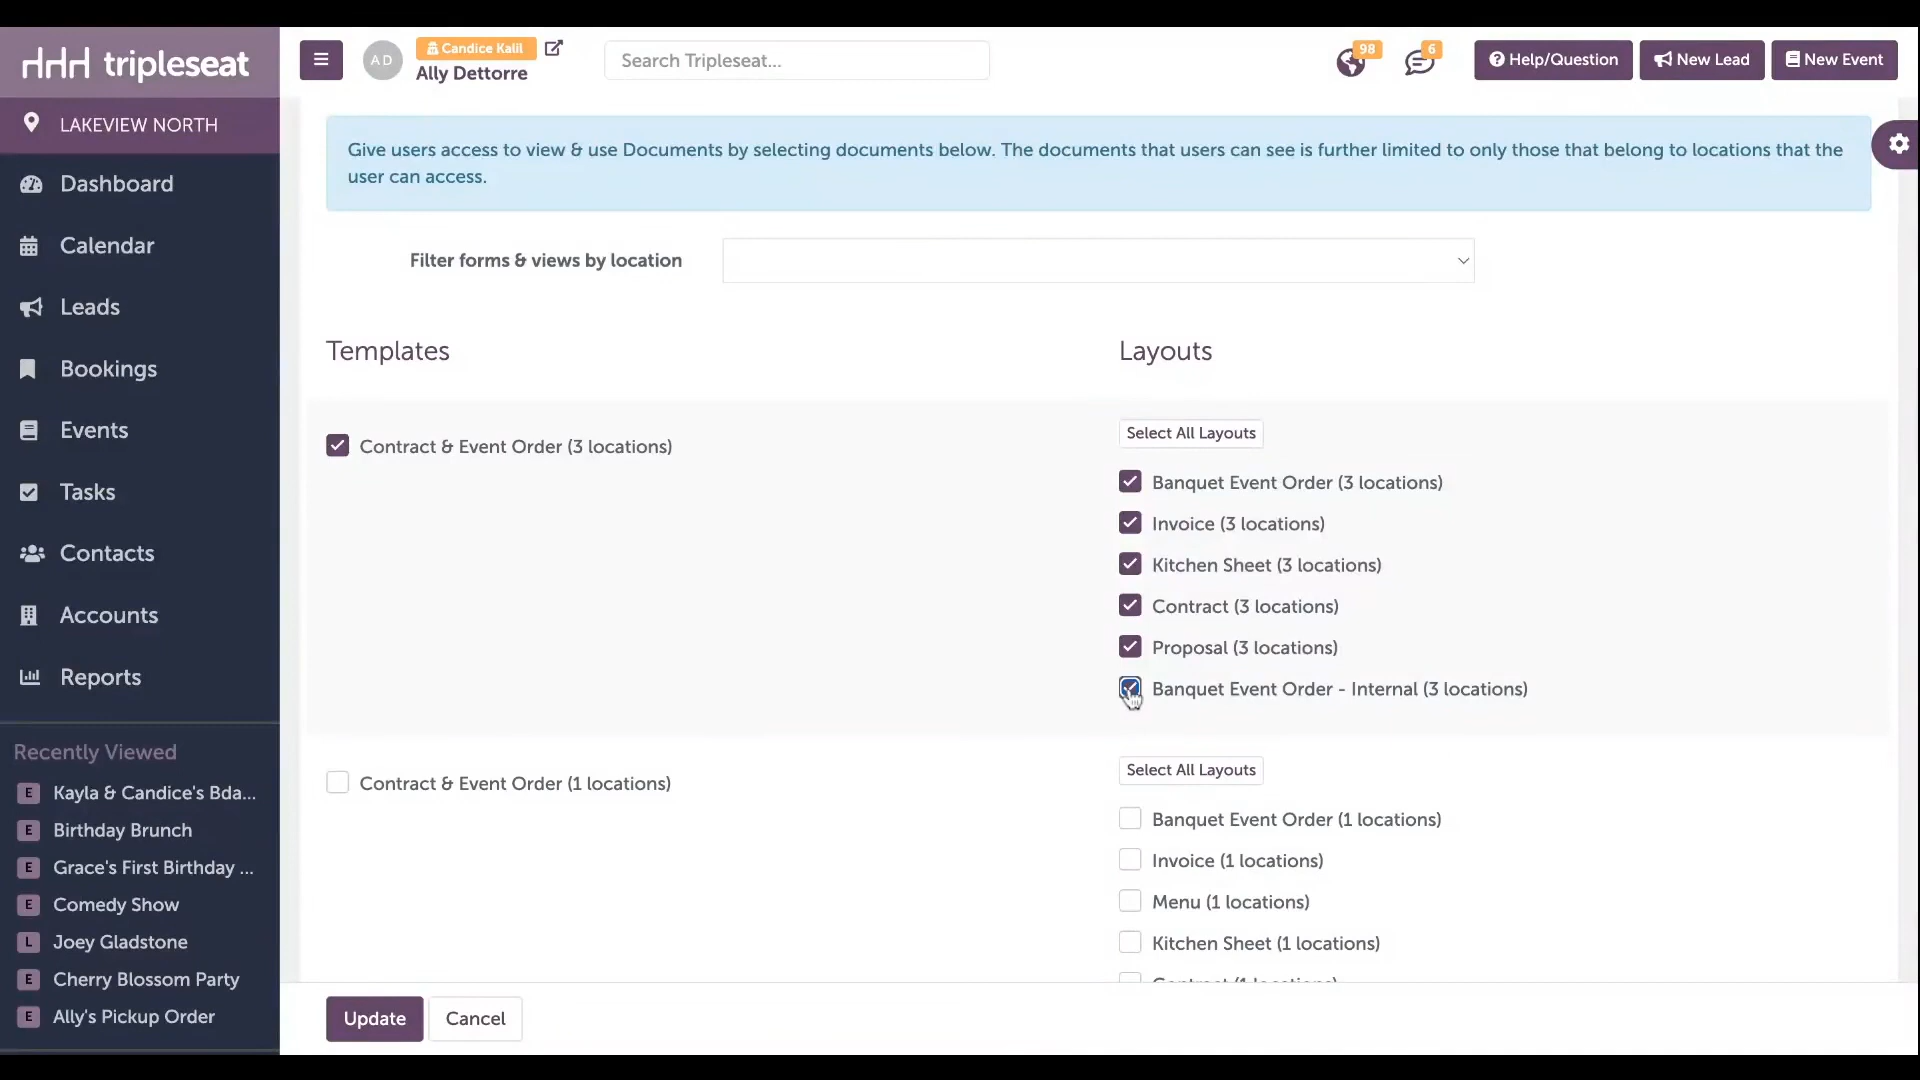 tripleseat
LAKEVIEW NORTH
Dashboard
Calendar
Leads
Bookings
Events
Tasks
Contacts
Accounts
Reports
Recently Viewed
E Kayla & Candice's Bda...
E Birthday Brunch
E Grace's First Birthday ...
E Comedy Show
L Joey Gladstone
E Cherry Blossom Party
E Ally's Pickup Order
AD
Candice Kalil
Ally Dettorre
Search Tripleseat...
98
6
Help/Question
New Lead
New Event
Give users access to view & use Documents by selecting documents below. The documents that users can see is further limited to only those that belong to locations that the
user can access.
Filter forms & views by location
Templates
Layouts
Contract & Event Order (3 locations)
Select All Layouts
Banquet Event Order (3 locations)
Invoice (3 locations)
Kitchen Sheet (3 locations)
Contract (3 locations)
Proposal (3 locations)
Banquet Event Order - Internal (3 locations)
Contract & Event Order (1 locations)
Select All Layouts
Banquet Event Order (1 locations)
Invoice (1 locations)
Menu (1 locations)
Kitchen Sheet (1 locations)
Contract (1 locations)
Update
Cancel